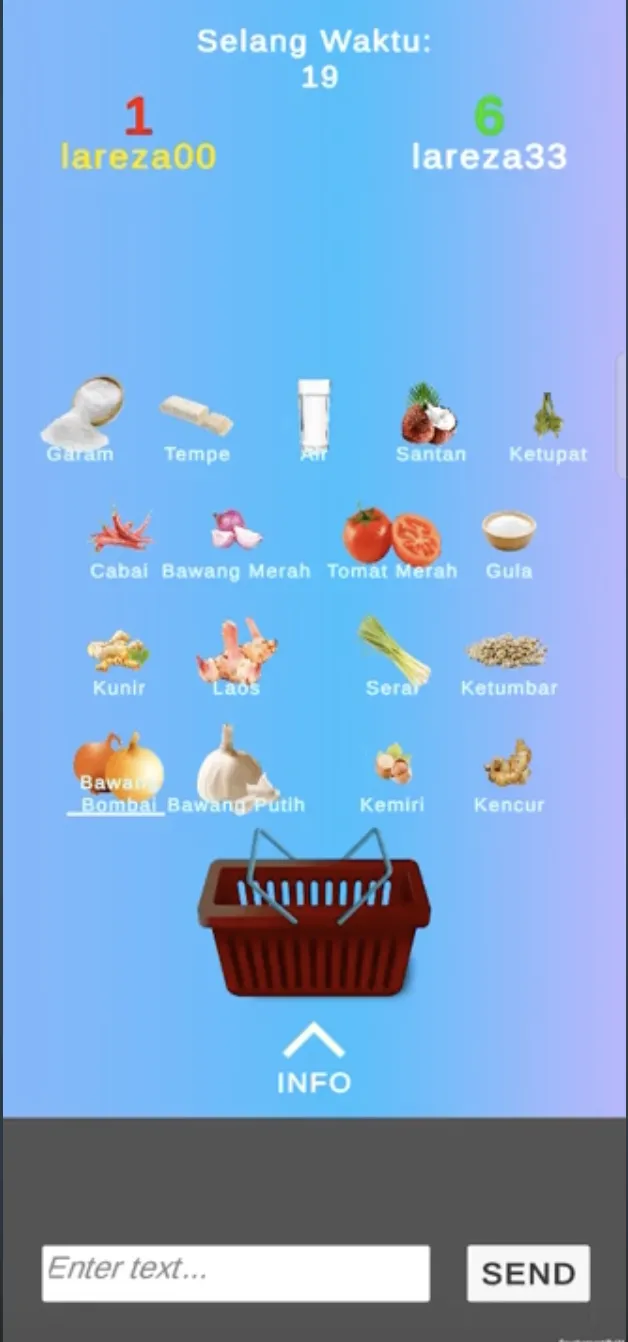 Selang Waktu:
19
1
6
lareza00
lareza33
Garam
Tempe
Air
Santan
Ketupat
Cabai
Bawang Merah
Tomat Merah
Gula
Kunir
Laos
Serai
Ketumbar
Bawang
Bombai
Bawang Putih
Kemiri
Kencur
INFO
Enter text...
SEND